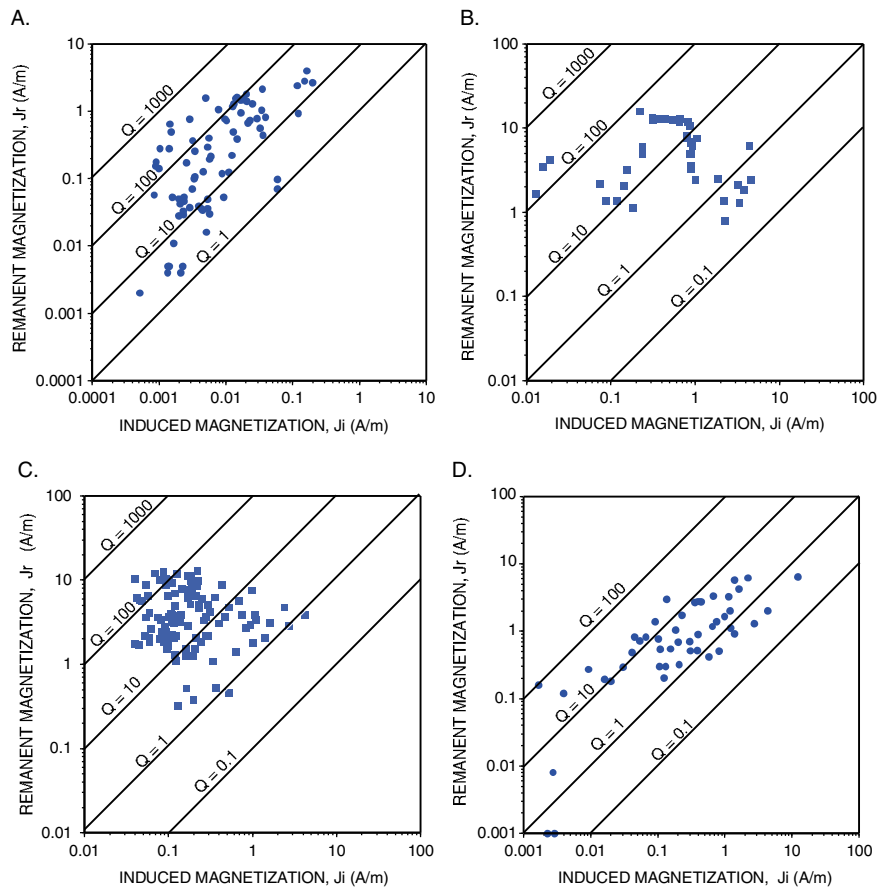 A.
10
1
0.1
0.01
0.001
0.0001
0.0001
0.001
0.01
0.1
1
10
REMANENT MAGNETIZATION, Jr (A/m)
INDUCED MAGNETIZATION, Ji (A/m)
Q = 1000
Q = 100
Q = 10
Q = 1
B.
100
10
1
0.1
0.01
0.01
0.1
1
10
100
REMANENT MAGNETIZATION, Jr (A/m)
INDUCED MAGNETIZATION, Ji (A/m)
Q = 1000
Q = 100
Q = 10
Q = 1
Q = 0.1
C.
100
10
1
0.1
0.01
0.01
0.1
1
10
100
REMANENT MAGNETIZATION, Jr (A/m)
INDUCED MAGNETIZATION, Ji (A/m)
Q = 1000
Q = 100
Q = 10
Q = 1
Q = 0.1
D.
100
10
1
0.1
0.01
0.001
0.001
0.01
0.1
1
10
100
REMANENT MAGNETIZATION, Jr (A/m)
INDUCED MAGNETIZATION, Ji (A/m)
Q = 100
Q = 10
Q = 1
Q = 0.1